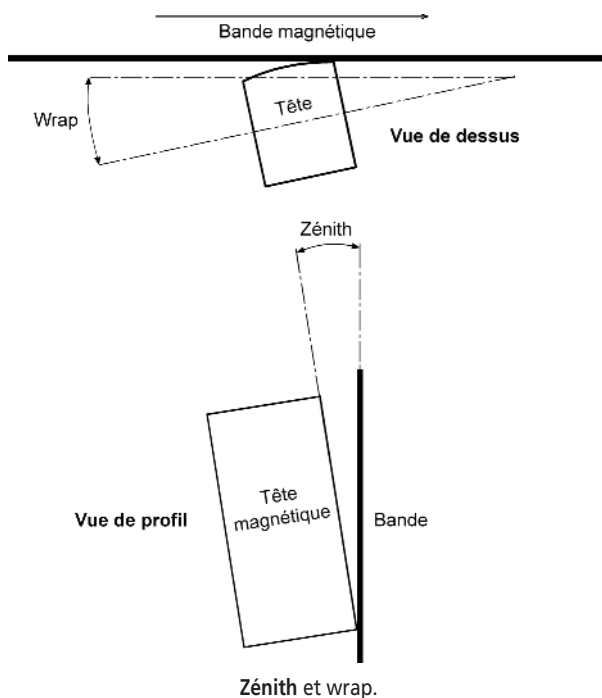 Bande magnétique
Tête
Wrap
Vue de dessus
Zénith
Tête
magnétique
Vue de profil
Bande
Zénith et wrap.